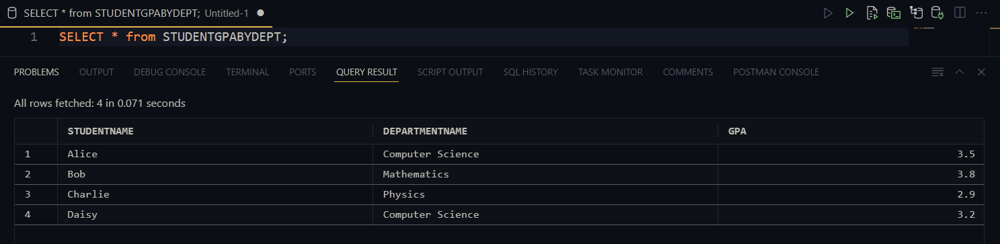 SELECT * from STUDENTGPABYDEPT; Untitled-1
1 SELECT * from STUDENTGPABYDEPT;
PROBLEMS OUTPUT DEBUG CONSOLE TERMINAL PORTS QUERY RESULT SCRIPT OUTPUT SQL HISTORY TASK MONITOR COMMENTS POSTMAN CONSOLE
All rows fetched: 4 in 0.071 seconds
STUDENTNAME DEPARTMENTNAME GPA
1 Alice Computer Science 3.5
2 Bob Mathematics 3.8
3 Charlie Physics 2.9
4 Daisy Computer Science 3.2